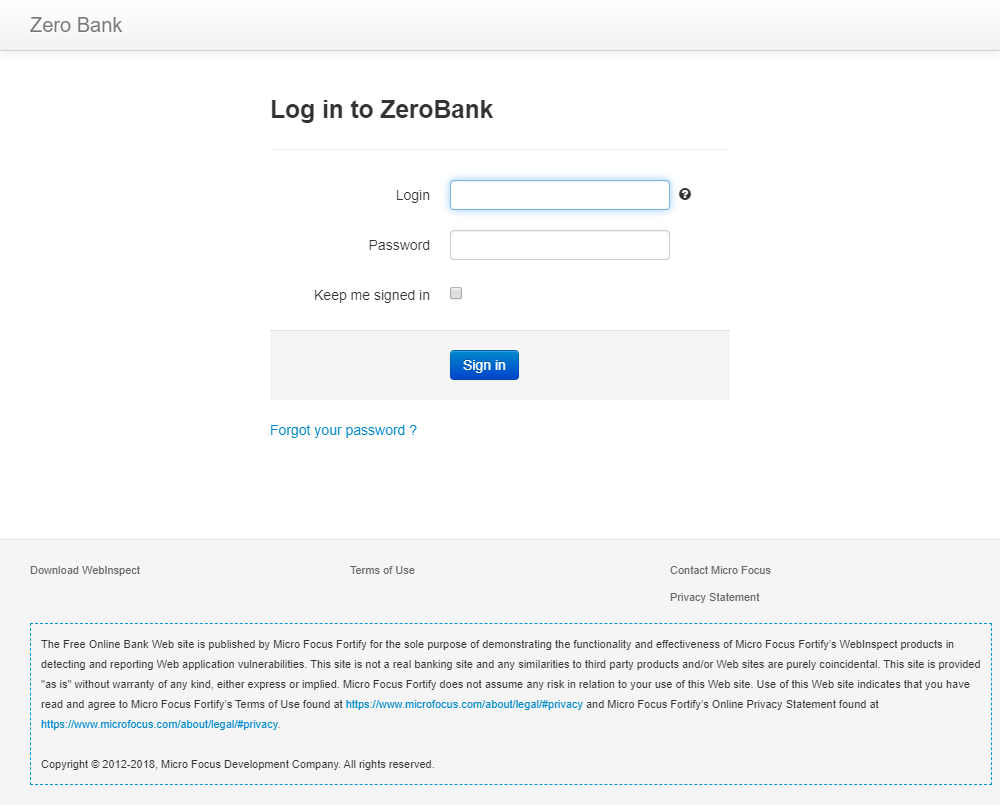 Zero Bank
Log in to ZeroBank
Login
Password
Keep me signed in
Sign in
Forgot your password ?
Download WebInspect
Terms of Use
Contact Micro Focus
Privacy Statement
The Free Online Bank Web site is published by Micro Focus Fortify for the sole purpose of demonstrating the functionality and effectiveness of Micro Focus Fortify’s WebInspect products in
detecting and reporting Web application vulnerabilities. This site is not a real banking site and any similarities to third party products and/or Web sites are purely coincidental. This site is provided
"as is" without warranty of any kind, either express or implied. Micro Focus Fortify does not assume any risk in relation to your use of this Web site. Use of this Web site indicates that you have
read and agree to Micro Focus Fortify’s Terms of Use found at https://www.microfocus.com/about/legal/#privacy and Micro Focus Fortify’s Online Privacy Statement found at
https://www.microfocus.com/about/legal/#privacy.
Copyright © 2012-2018, Micro Focus Development Company. All rights reserved.